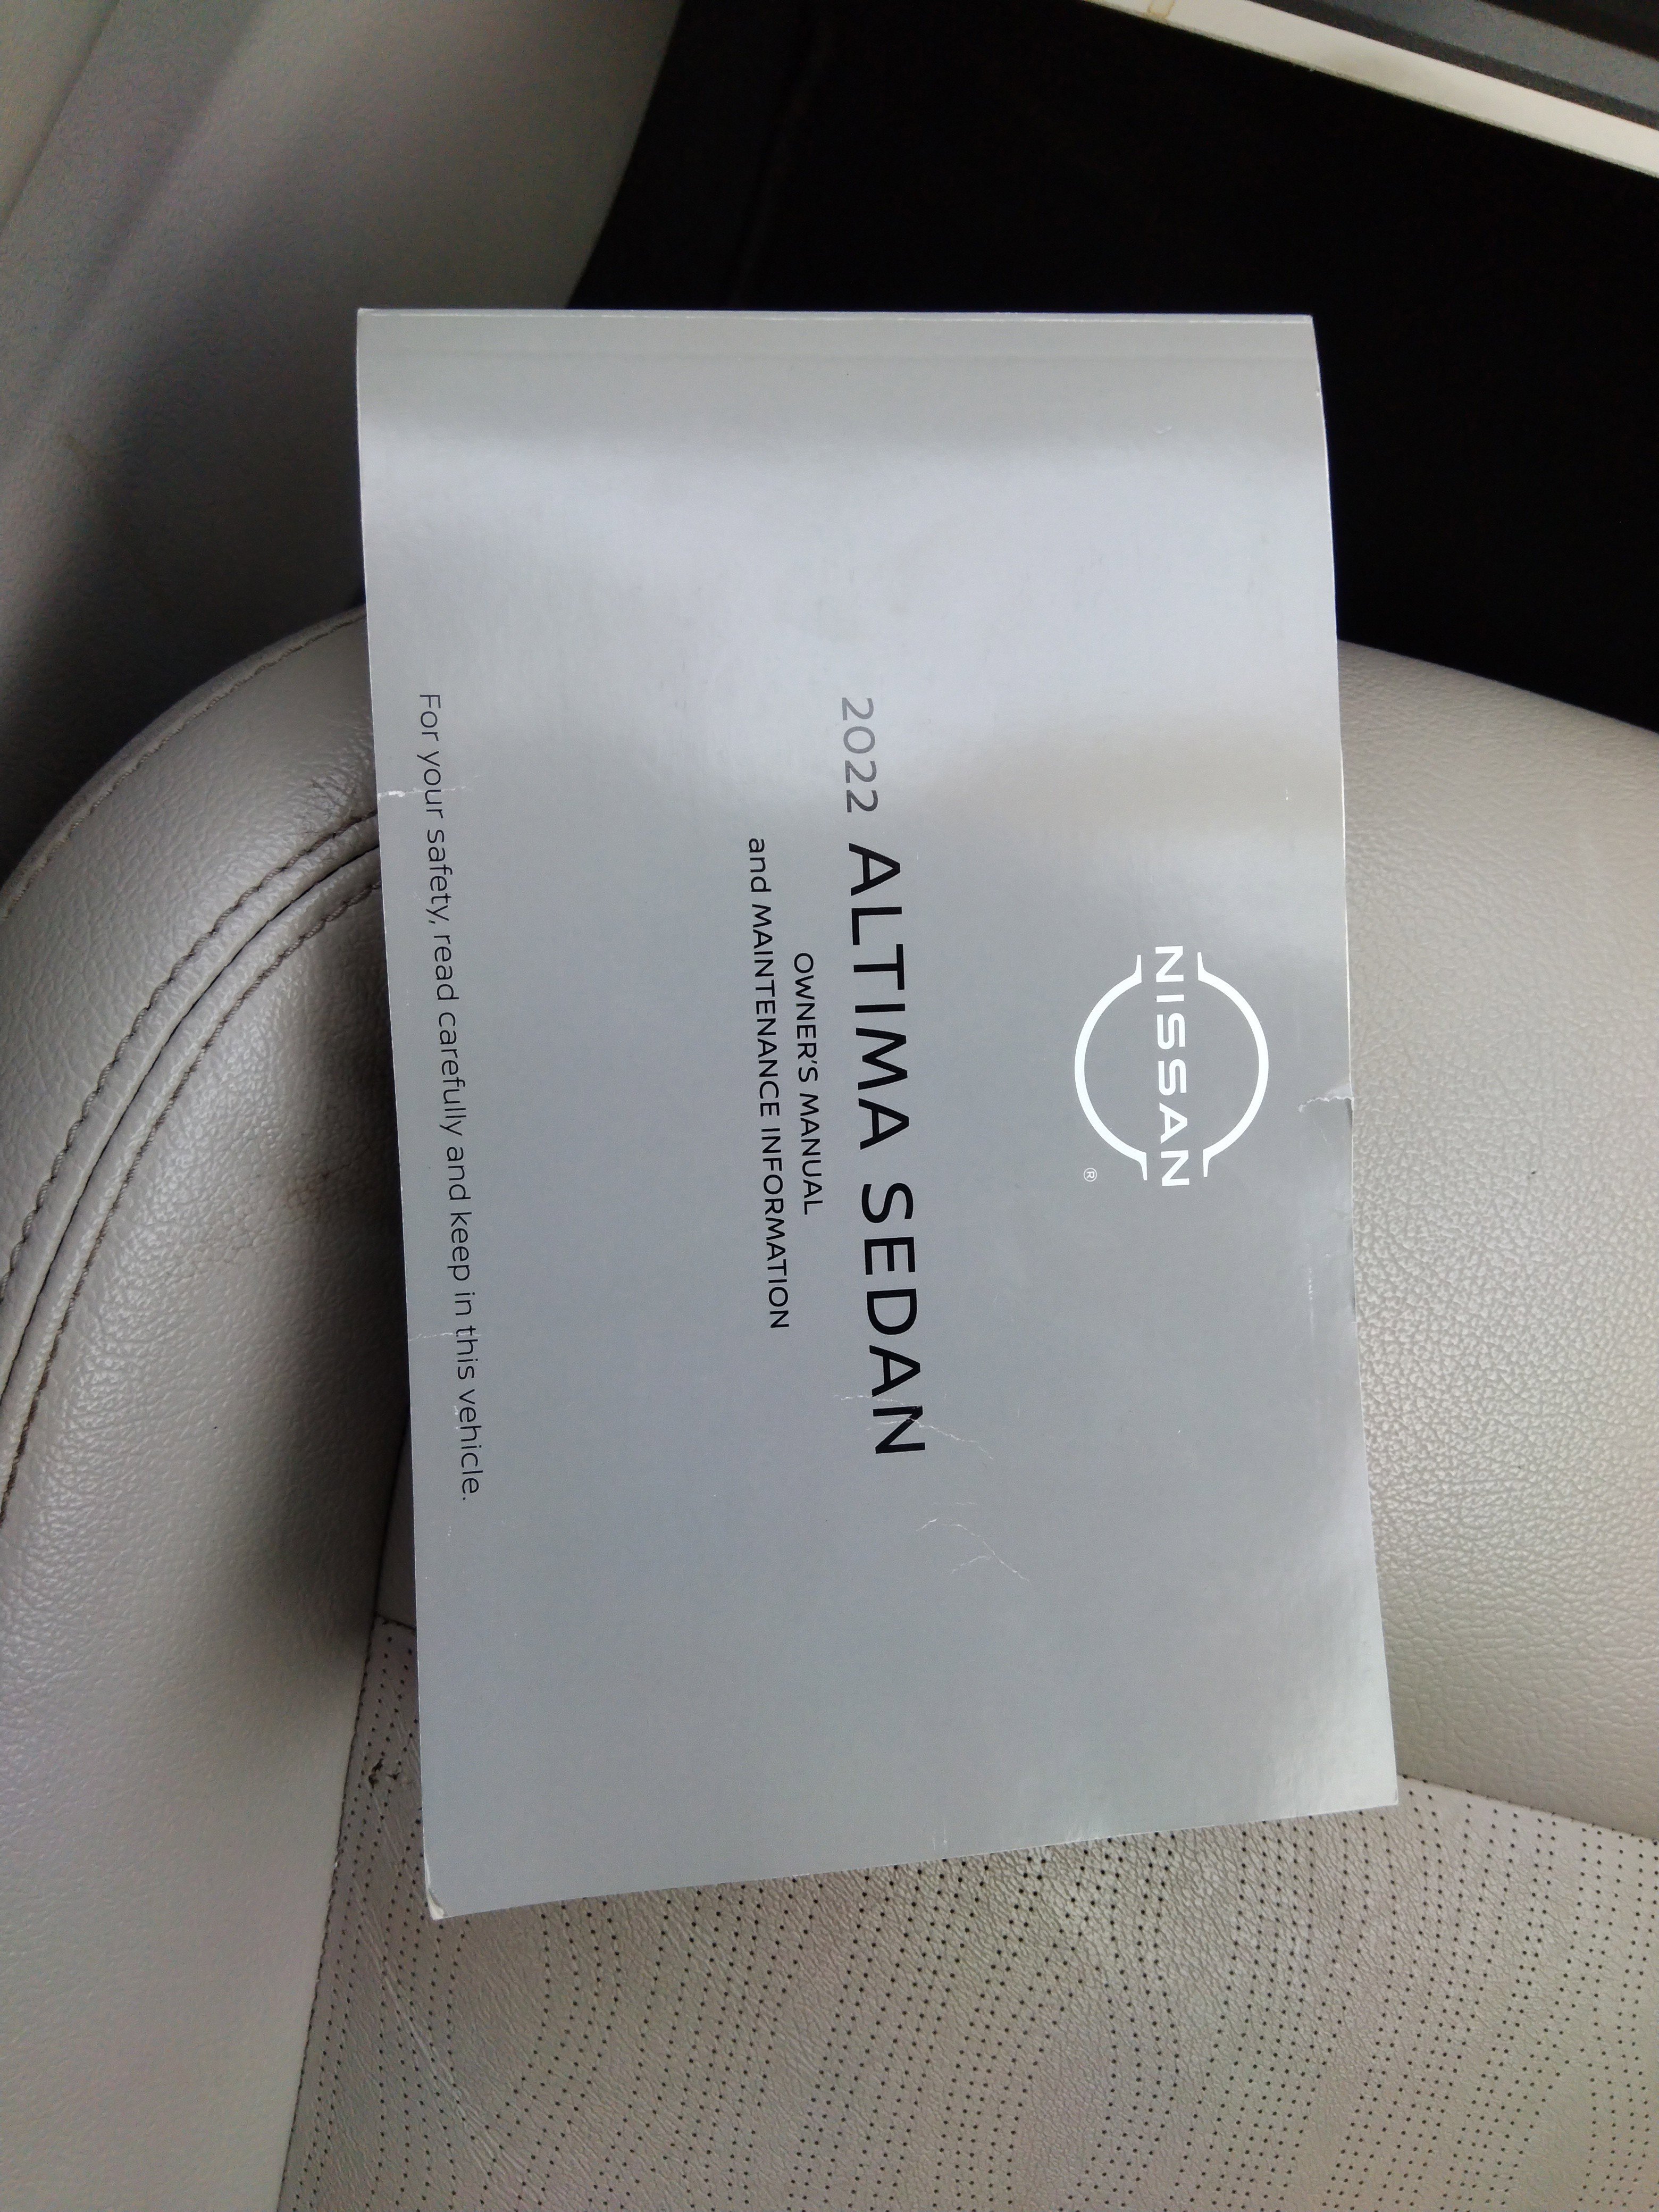 NISSAN
®
2022 ALTIMA SEDAN
OWNER'S MANUAL
and MAINTENANCE INFORMATION
For your safety, read carefully and keep in this vehicle.